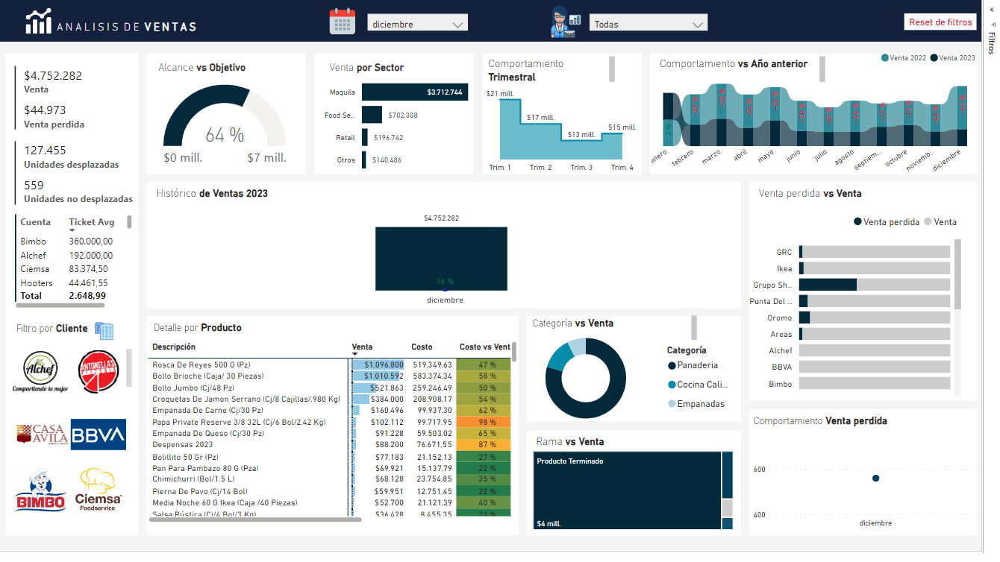 ANALISIS DE VENTAS
diciembre
Todas
Reset de filtros
Filtros
$4.752.282
Venta
$44.973
Venta perdida
127.455
Unidades desplazadas
559
Unidades no desplazadas
Cuenta Ticket Avg
Bimbo 360.000,00
Alchef 192.000,00
Ciemsa 83.374,50
Hooters 44.461,55
Total 2.648,99
Filtro por Cliente
Alchef
Compartiendo lo mejor
ANTONELLA'S
CASA AVILA
BBVA
BIMBO
Ciemsa
Foodservice
Alcance vs Objetivo
64 %
$0 mill. $7 mill.
Venta por Sector
Maquila $3.712.744
Food Se... $702.308
Retail $196.742
Otros $140.486
Comportamiento
Trimestral
$21 mill.
$17 mill.
$13 mill.
$15 mill.
Trim. 1 Trim. 2 Trim. 3 Trim. 4
Comportamiento vs Año anterior
Venta 2022 Venta 2023
enero febrero marzo abril mayo junio julio agosto septiem... octubre noviemb... diciembre
Histórico de Ventas 2023
$4.752.282
16 %
diciembre
Venta perdida vs Venta
Venta perdida Venta
GRC
Ikea
Grupo Sh...
Punta Del ...
Oromo
Areas
Alchef
BBVA
Bimbo
Detalle por Producto
Descripción Venta Costo Costo vs Vent
Rosca De Reyes 500 G (Pz) $1.096.800 519.349,63 47 %
Bollo Brioche (Caja/ 30 Piezas) $1.010.592 583.374,34 58 %
Bollo Jumbo (Cj/48 Pz) $521.863 259.246,49 50 %
Croquetas De Jamon Serrano (Cj/8 Cajillas/.980 Kg) $384.000 208.908,17 54 %
Empanada De Carne (Cj/30 Pz) $160.496 99.937,30 62 %
Papa Private Reserve 3/8 32L (Cj/6 Bol/2.42 Kg) $102.112 99.717,95 98 %
Empanada De Queso (Cj/30 Pz) $91.228 59.503,02 65 %
Despensas 2023 $88.200 76.671,55 87 %
Bolillito 50 Gr (Pz) $77.183 21.152,13 27 %
Pan Para Pambazo 80 G (Pza) $69.921 15.137,79 22 %
Chimichurri (Bol/1.5 L) $68.128 23.754,85 35 %
Pierna De Pavo (Cj/14 Bol) $59.951 12.751,45 22 %
Media Noche 60 G Ikea (Caja /40 Piezas) $52.700 21.121,39 40 %
Salsa Rústica (Cj/4 Bol/3 Kg) $36.428 8.455,35 23 %
Categoría vs Venta
Categoría
Panaderia
Cocina Cali...
Empanadas
Rama vs Venta
Producto Terminado
$4 mill.
Comportamiento Venta perdida
600
400
diciembre